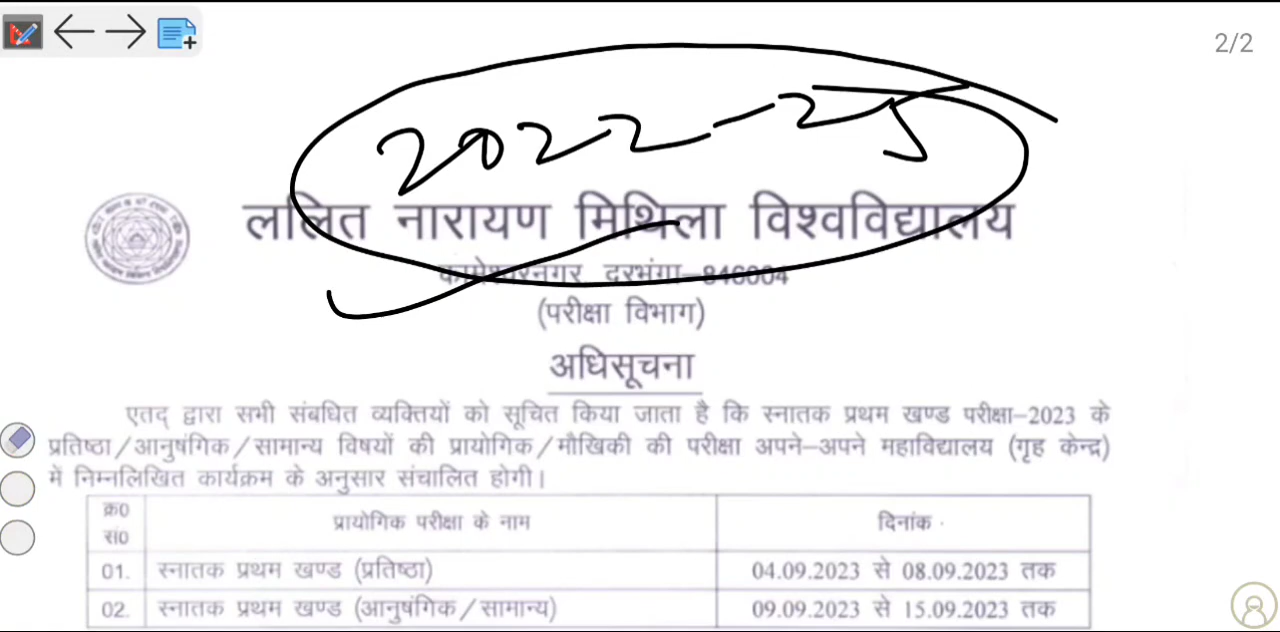 2/2
2022-25
ललित नारायण मिथिला विश्वविद्यालय
कामेश्वरनगर दरभंगा–846004
(परीक्षा विभाग)
अधिसूचना
एतद् द्वारा सभी संबधित व्यक्तियों को सूचित किया जाता है कि स्नातक प्रथम खण्ड परीक्षा–2023 के
प्रतिष्ठा/आनुषंगिक/सामान्य विषयों की प्रायोगिक/मौखिकी की परीक्षा अपने–अपने महाविद्यालय (गृह केन्द्र)
में निम्नलिखित कार्यक्रम के अनुसार संचालित होगी।
क्र0 सं0 प्रायोगिक परीक्षा के नाम दिनांक
01. स्नातक प्रथम खण्ड (प्रतिष्ठा) 04.09.2023 से 08.09.2023 तक
02. स्नातक प्रथम खण्ड (आनुषंगिक/सामान्य) 09.09.2023 से 15.09.2023 तक